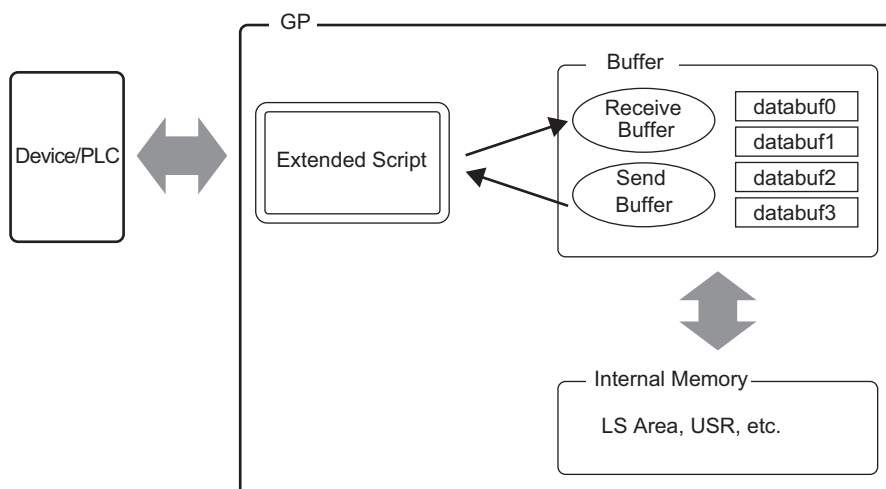 GP
Buffer
Device/PLC
Extended Script
Receive
Buffer
Send
Buffer
databuf0
databuf1
databuf2
databuf3
Internal Memory
LS Area, USR, etc.